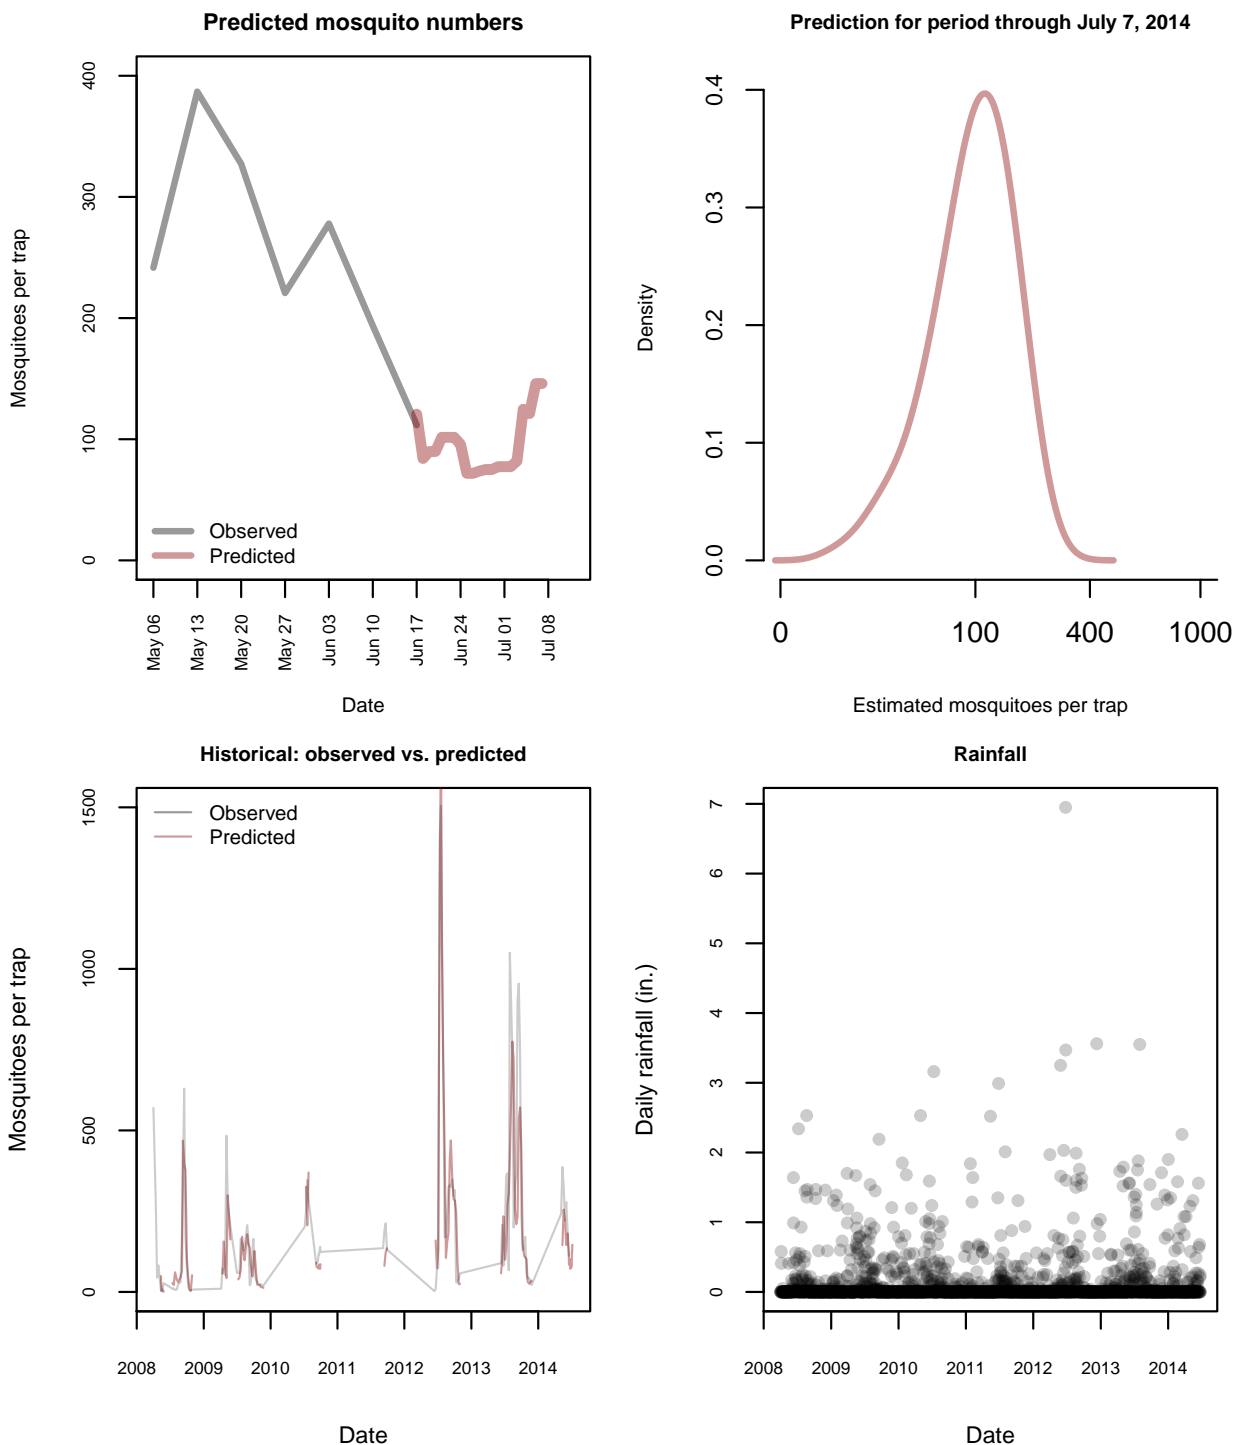 Predicted mosquito numbers
Mosquitoes per trap
400
300
200
100
0
Observed
Predicted
May 06
May 13
May 20
May 27
Jun 03
Jun 10
Jun 17
Jun 24
Jul 01
Jul 08
Date
Prediction for period through July 7, 2014
Density
0.4
0.3
0.2
0.1
0.0
0 100 400 1000
Estimated mosquitoes per trap
Historical: observed vs. predicted
Mosquitoes per trap
1500
1000
500
0
Observed
Predicted
2008 2009 2010 2011 2012 2013 2014
Date
Rainfall
Daily rainfall (in.)
7
6
5
4
3
2
1
0
2008 2009 2010 2011 2012 2013 2014
Date